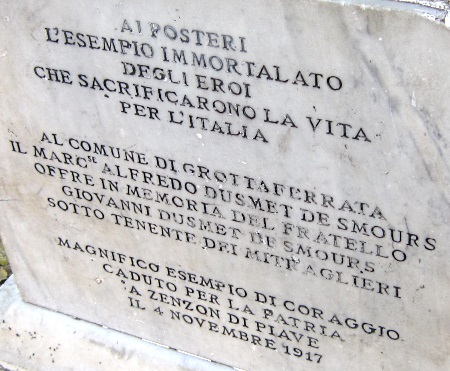 AI POSTERI
L'ESEMPIO IMMORTALATO
DEGLI EROI
CHE SACRIFICARONO LA VITA
PER L'ITALIA
AL COMUNE DI GROTTAFERRATA
IL MARCSE ALFREDO DUSMET DE SMOURS
OFFRE IN MEMORIA DEL FRATELLO
GIOVANNI DUSMET DE SMOURS
SOTTO TENENTE DEI MITRAGLIERI
MAGNIFICO ESEMPIO DI CORAGGIO
CADUTO PER LA PATRIA
A ZENZON DI PIAVE
IL 4 NOVEMBRE 1917